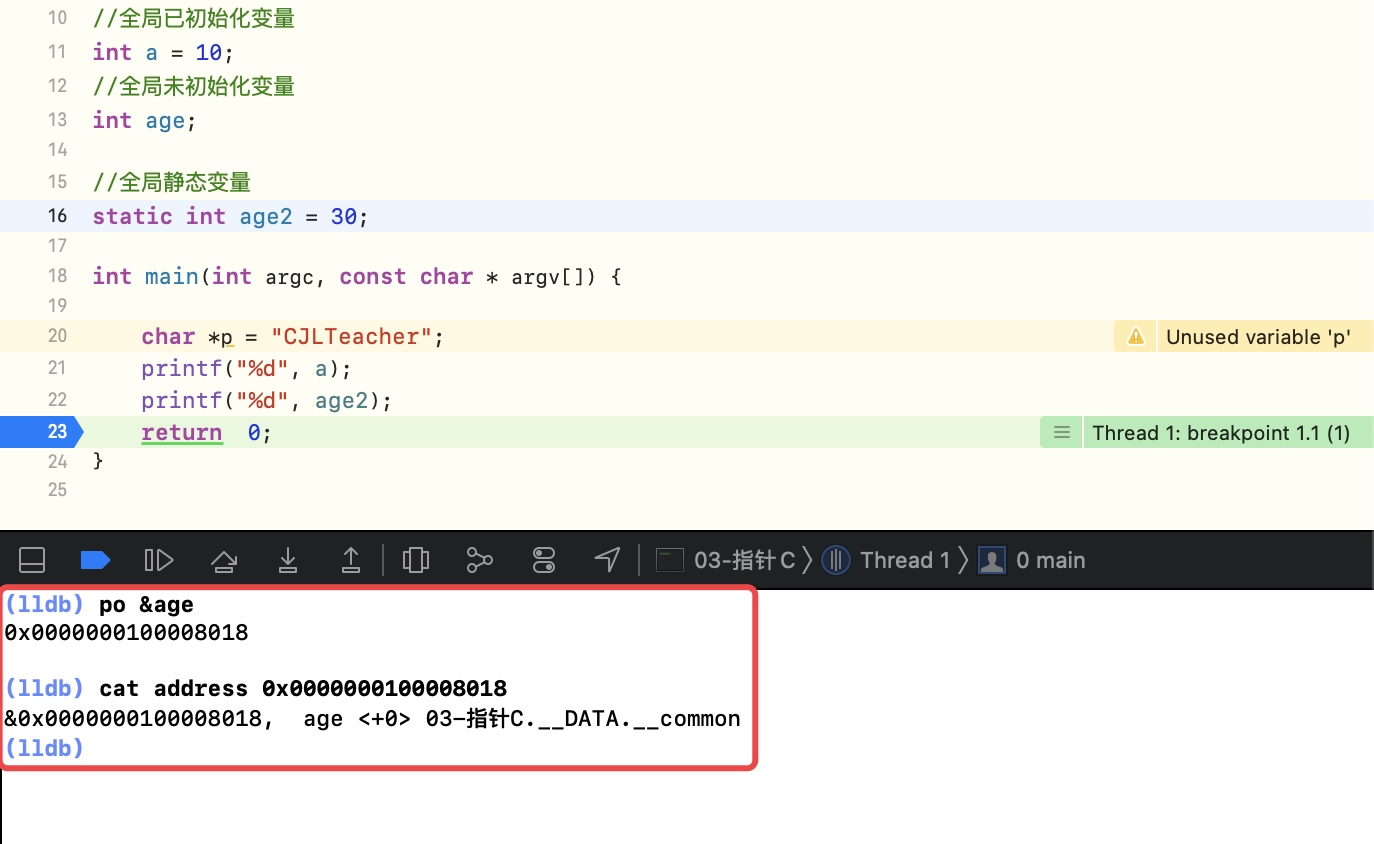 10 //全局已初始化变量
11 int a = 10;
12 //全局未初始化变量
13 int age;
14
15 //全局静态变量
16 static int age2 = 30;
17
18 int main(int argc, const char * argv[]) {
19
20 char *p = "CJLTeacher"; Unused variable 'p'
21 printf("%d", a);
22 printf("%d", age2);
23 return 0; Thread 1: breakpoint 1.1 (1)
24 }
25
03-指针C Thread 1 0 main
(lldb) po &age
0x0000000100008018
(lldb) cat address 0x0000000100008018
&0x0000000100008018, age <+0> 03-指针C.__DATA.__common
(lldb)